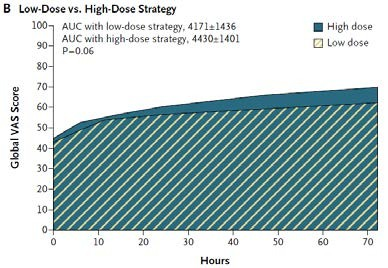 B Low-Dose vs. High-Dose Strategy
AUC with low-dose strategy, 4171±1436
AUC with high-dose strategy, 4430±1401
P=0.06
High dose
Low dose
Global VAS Score
100
90
80
70
60
50
40
30
20
10
0
0 10 20 30 40 50 60 70
Hours